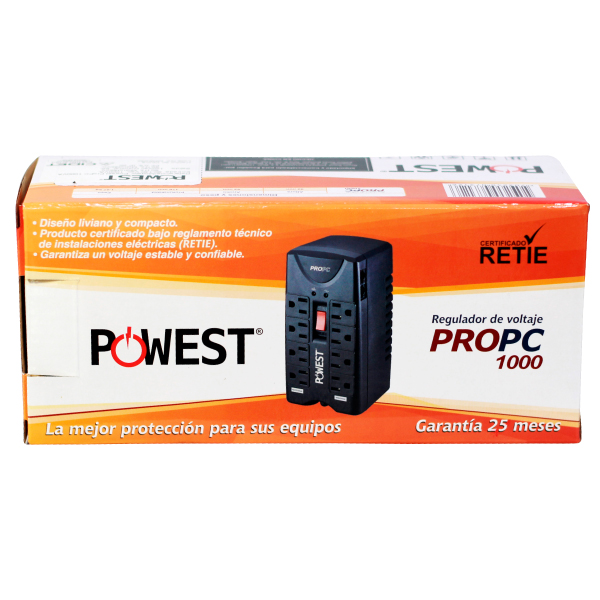 POWEST
PROPC
• Diseño liviano y compacto.
• Producto certificado bajo reglamento técnico
de instalaciones eléctricas (RETIE).
• Garantiza un voltaje estable y confiable.
CERTIFICADO
RETIE
PROPC
POWEST
POWEST®
Regulador de voltaje
PROPC
1000
La mejor protección para sus equipos
Garantía 25 meses